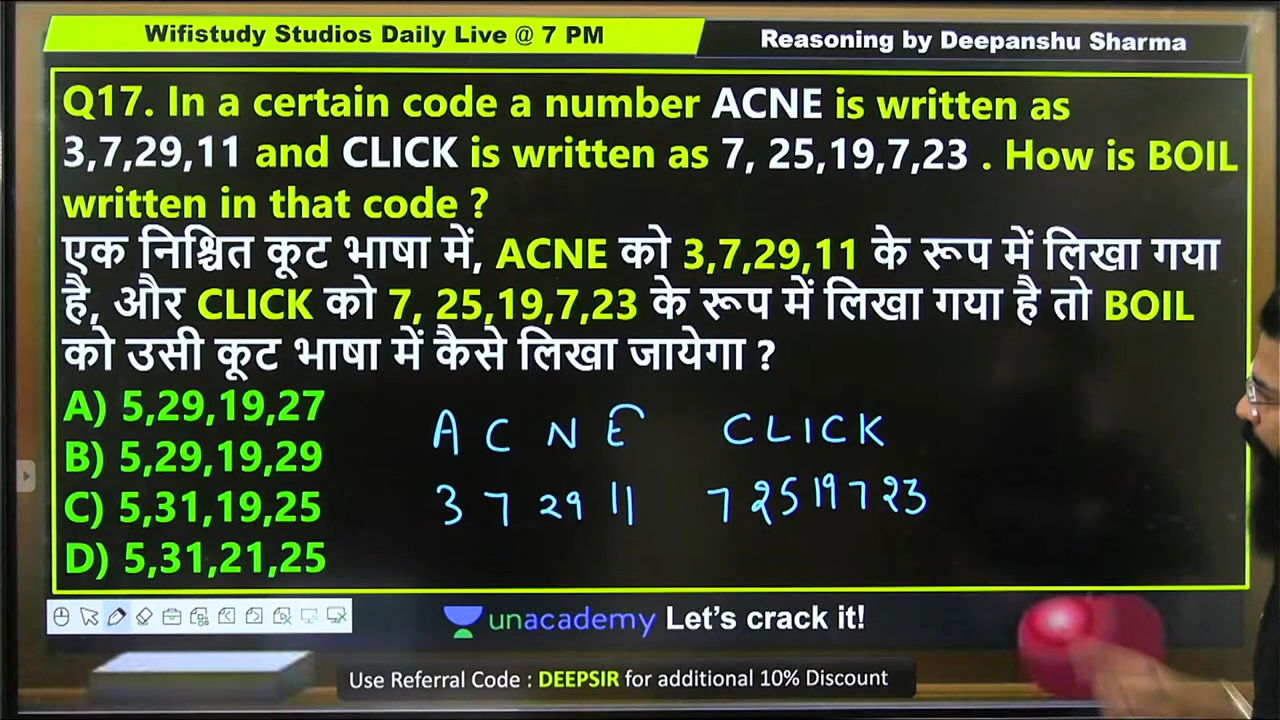 Wifistudy Studios Daily Live @ 7 PM
Reasoning by Deepanshu Sharma
Q17. In a certain code a number ACNE is written as
3,7,29,11 and CLICK is written as 7, 25,19,7,23 . How is BOIL
written in that code ?
एक निश्चित कूट भाषा में, ACNE को 3,7,29,11 के रूप में लिखा गया
है, और CLICK को 7, 25,19,7,23 के रूप में लिखा गया है तो BOIL
को उसी कूट भाषा में कैसे लिखा जायेगा ?
A) 5,29,19,27
B) 5,29,19,29
C) 5,31,19,25
D) 5,31,21,25
A C N E CLICK
3 7 29 11 7 25 19 7 23
unacademy Let's crack it!
Use Referral Code : DEEPSIR for additional 10% Discount